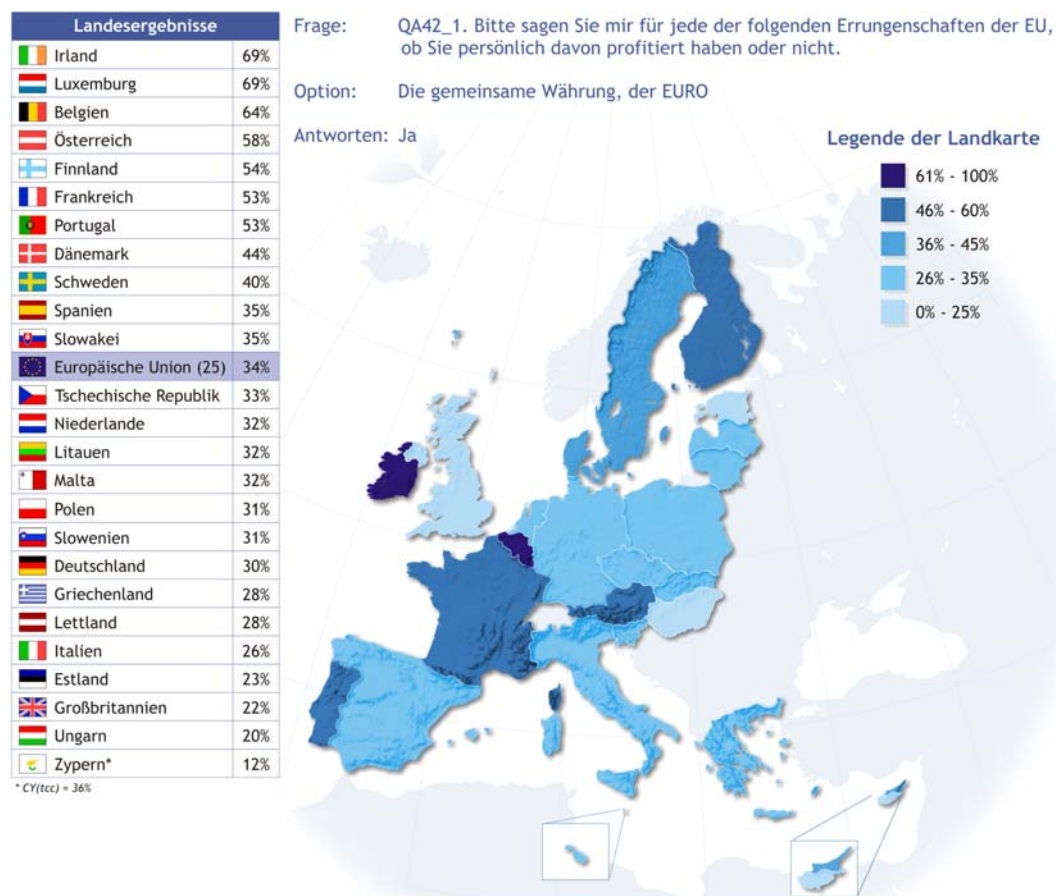 Landesergebnisse
Irland 69%
Luxemburg 69%
Belgien 64%
Österreich 58%
Finnland 54%
Frankreich 53%
Portugal 53%
Dänemark 44%
Schweden 40%
Spanien 35%
Slowakei 35%
Europäische Union (25) 34%
Tschechische Republik 33%
Niederlande 32%
Litauen 32%
Malta 32%
Polen 31%
Slowenien 31%
Deutschland 30%
Griechenland 28%
Lettland 28%
Italien 26%
Estland 23%
Großbritannien 22%
Ungarn 20%
Zypern* 12%
* CY(tcc) = 36%
Frage: QA42_1. Bitte sagen Sie mir für jede der folgenden Errungenschaften der EU,
ob Sie persönlich davon profitiert haben oder nicht.
Option: Die gemeinsame Währung, der EURO
Antworten: Ja
Legende der Landkarte
61% - 100%
46% - 60%
36% - 45%
26% - 35%
0% - 25%